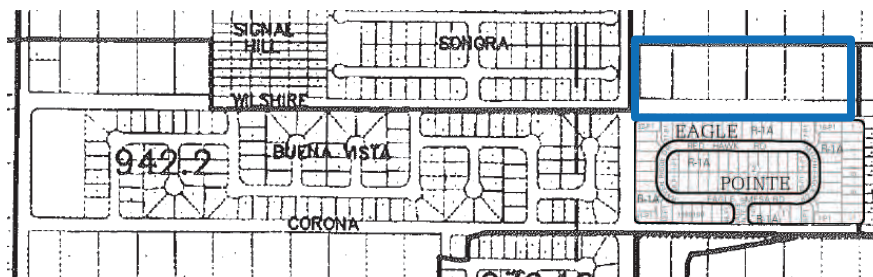 SIGNAL
HILL
SONORA
WILSHIRE
EAGLE R-1A
RED HAWK RD
R-1A
R-1A
942.2
BUENA VISTA
POINTE
R-1A
R-1A
CORONA